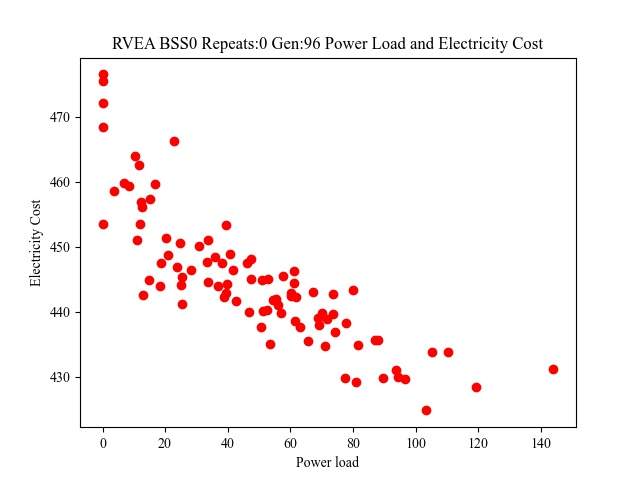 RVEA BSS0 Repeats:0 Gen:96 Power Load and Electricity Cost
470
460
450
440
430
Electricity Cost
0 20 40 60 80 100 120 140
Power load